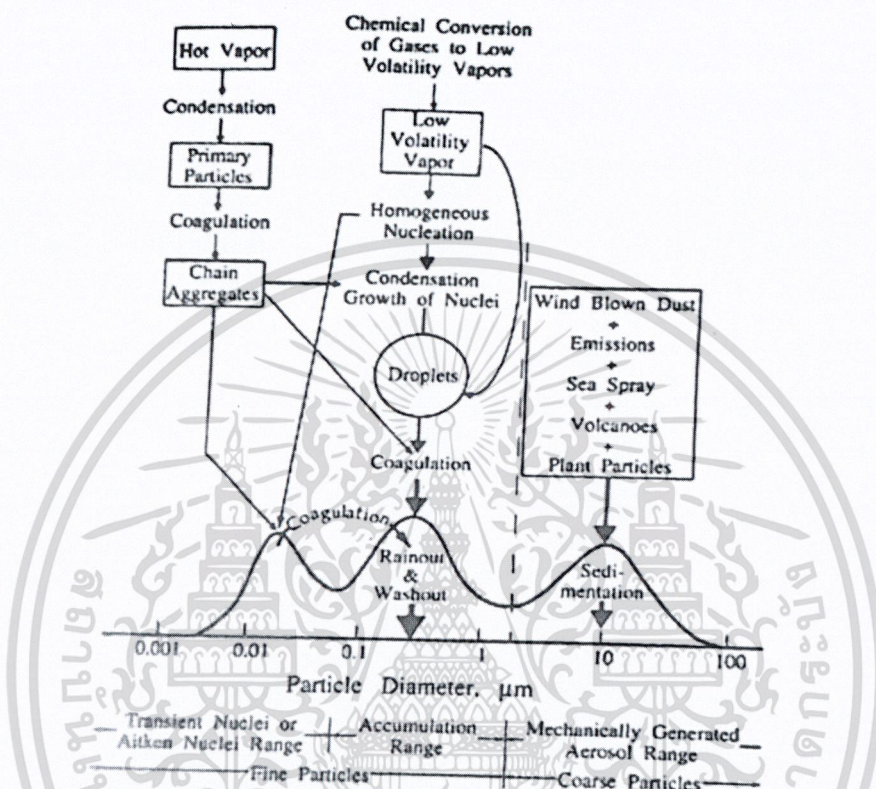 Hot Vapor
Condensation
Primary
Particles
Coagulation
Chain
Aggregates
Chemical Conversion
of Gases to Low
Volatility Vapors
Low
Volatility
Vapor
Homogeneous
Nucleation
Condensation
Growth of Nuclei
Droplets
Coagulation
Wind Blown Dust
+
Emissions
+
Sea Spray
+
Volcanoes
+
Plant Particles
Coagulation
Rainout
&
Washout
Sedi-
mentation
0.001 0.01 0.1 1 10 100
Particle Diameter, μm
Transient Nuclei or
Aitken Nuclei Range
Accumulation
Range
Mechanically Generated
Aerosol Range
Fine Particles
Coarse Particles